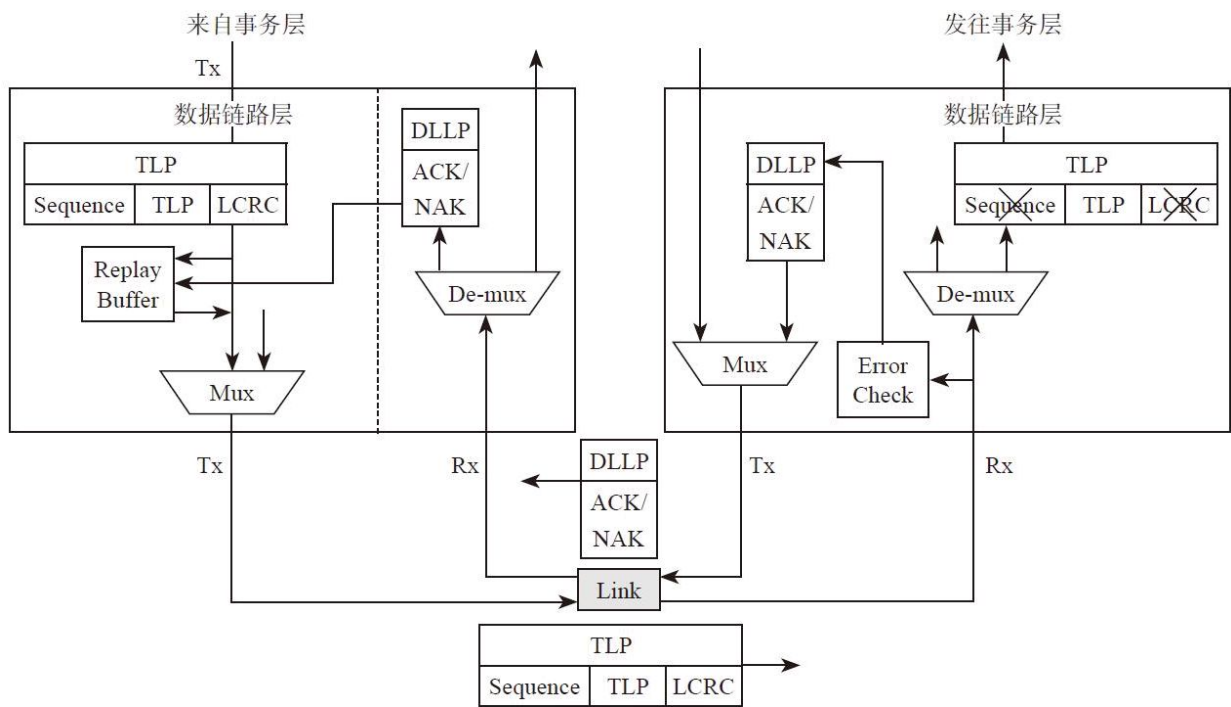 来自事务层
发往事务层
Tx
数据链路层
TLP
Sequence TLP LCRC
Replay
Buffer
Mux
DLLP
ACK/
NAK
De-mux
数据链路层
DLLP
ACK/
NAK
TLP
Sequence TLP LCRC
De-mux
Mux
Error
Check
Tx
Rx
DLLP
ACK/
NAK
Tx
Rx
Link
TLP
Sequence TLP LCRC